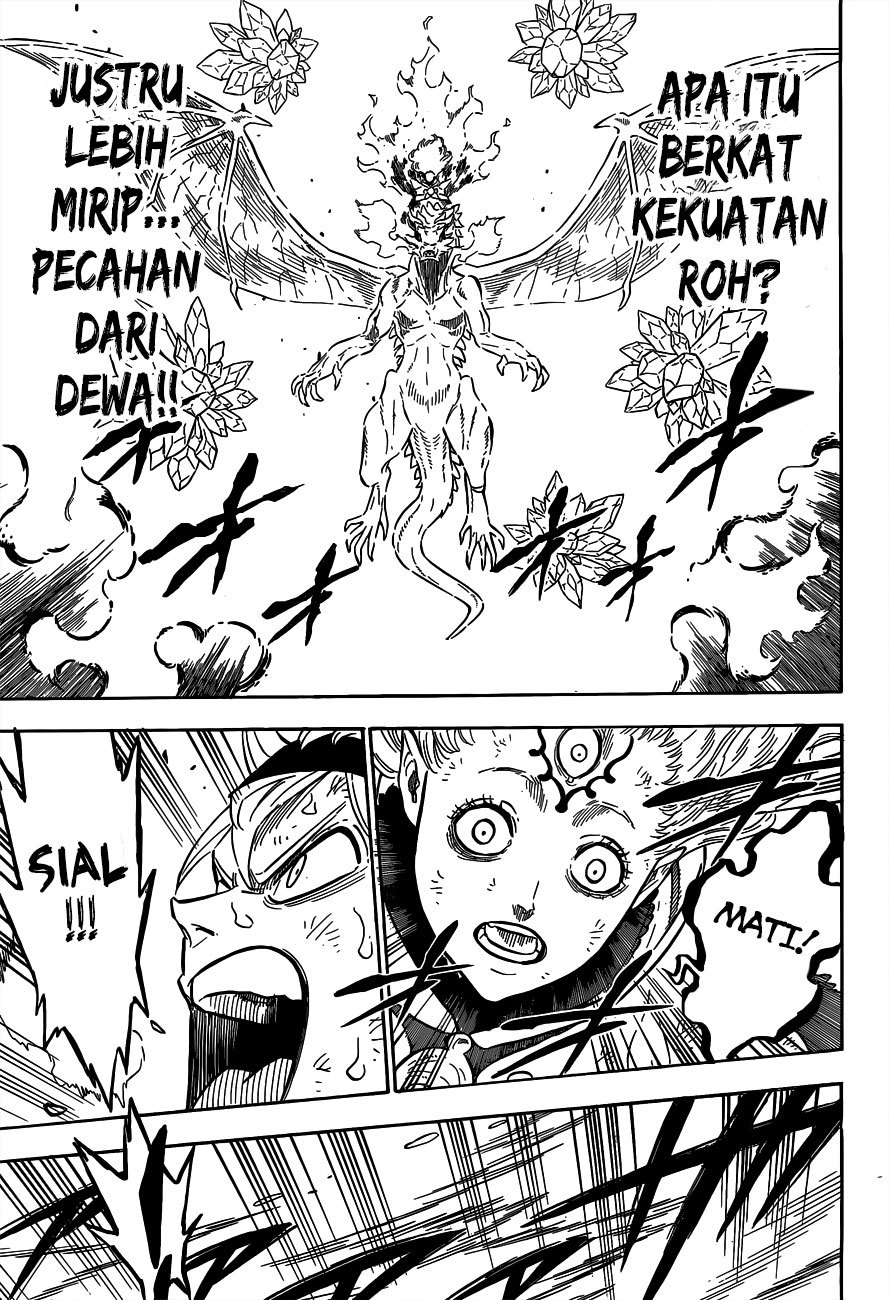 APA ITU
BERKAT
KEKUATAN
ROH?
JUSTRU
LEBIH
MIRIP...
PECAHAN
DARI
DEWA!!
MATI!
SIAL
!!!